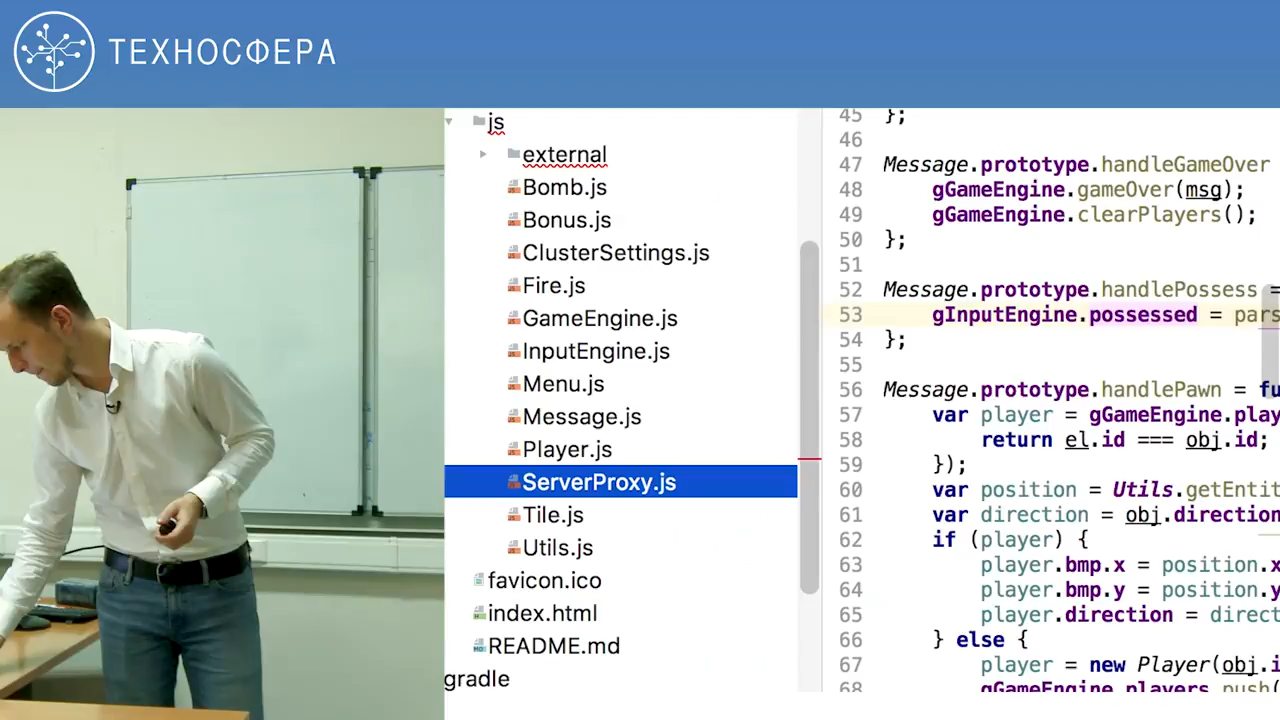 ТЕХНОСФЕРА
js
external
Bomb.js
Bonus.js
ClusterSettings.js
Fire.js
GameEngine.js
InputEngine.js
Menu.js
Message.js
Player.js
ServerProxy.js
Tile.js
Utils.js
favicon.ico
index.html
README.md
gradle
45 };
46
47 Message.prototype.handleGameOver
48 gGameEngine.gameOver(msg);
49 gGameEngine.clearPlayers();
50 };
51
52 Message.prototype.handlePossess =
53 gInputEngine.possessed = pars
54 };
55
56 Message.prototype.handlePawn = fu
57 var player = gGameEngine.play
58 return el.id === obj.id;
59 });
60 var position = Utils.getEntit
61 var direction = obj.direction
62 if (player) {
63 player.bmp.x = position.x
64 player.bmp.y = position.y
65 player.direction = direct
66 } else {
67 player = new Player(obj.i
68 gGameEngine.players.push(